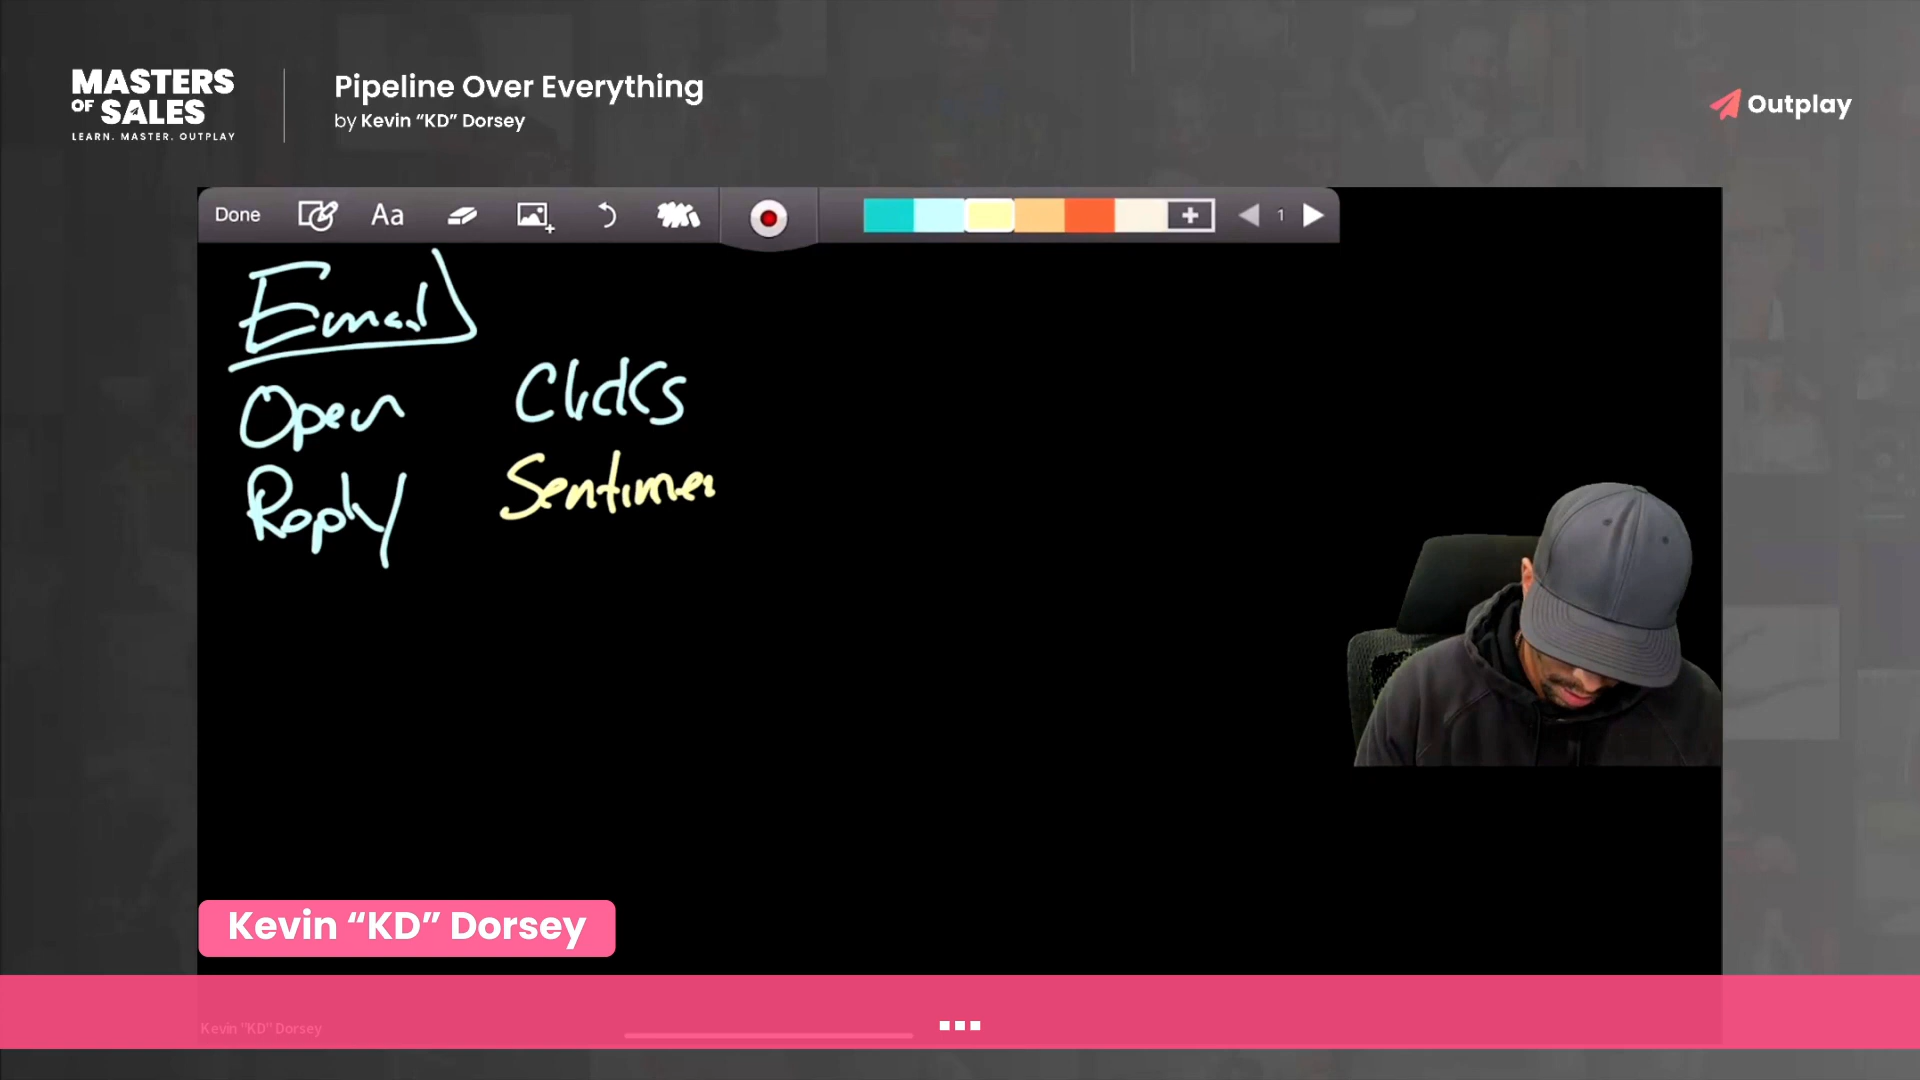 MASTERS
OF SALES
LEARN. MASTER. OUTPLAY
Pipeline Over Everything
by Kevin “KD” Dorsey
Outplay
Done
Aa
1
Email
Open
Clicks
Reply
Sentimen
Kevin “KD” Dorsey
Kevin "KD" Dorsey